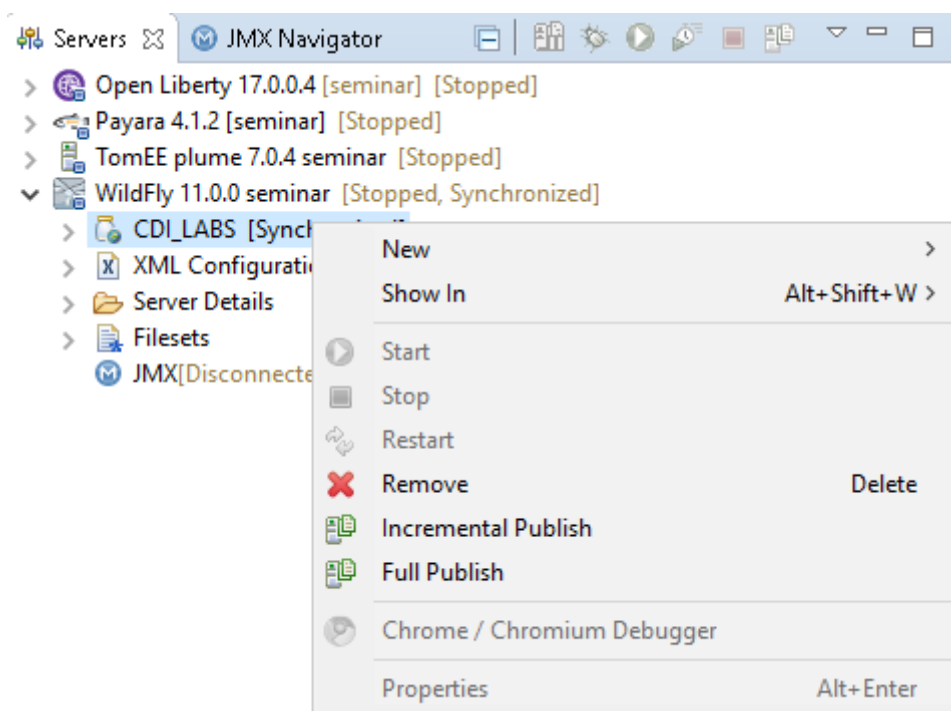 Servers JMX Navigator
Open Liberty 17.0.0.4 [seminar] [Stopped]
Payara 4.1.2 [seminar] [Stopped]
TomEE plume 7.0.4 seminar [Stopped]
WildFly 11.0.0 seminar [Stopped, Synchronized]
CDI_LABS
XML
Server Details
Filesets
JMX
New
Show In Alt+Shift+W
Start
Stop
Restart
Remove Delete
Incremental Publish
Full Publish
Chrome / Chromium Debugger
Properties Alt+Enter